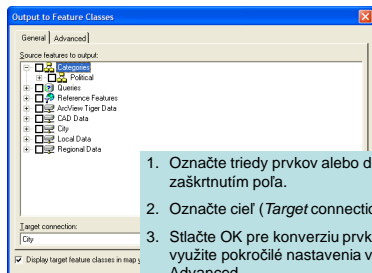 Output to Feature Classes
General Advanced
Source features to output:
Categories
Political
Queries
Reference Features
ArcView Tiger Data
CAD Data
City
Local Data
Regional Data
1. Označte triedy prvkov alebo d
zaškrtnutím poľa.
2. Označte cieľ (Target connectio
3. Stlačte OK pre konverziu prvk
využite pokročilé nastavenia v
Advanced
Target connection:
City
Display target feature classes in map